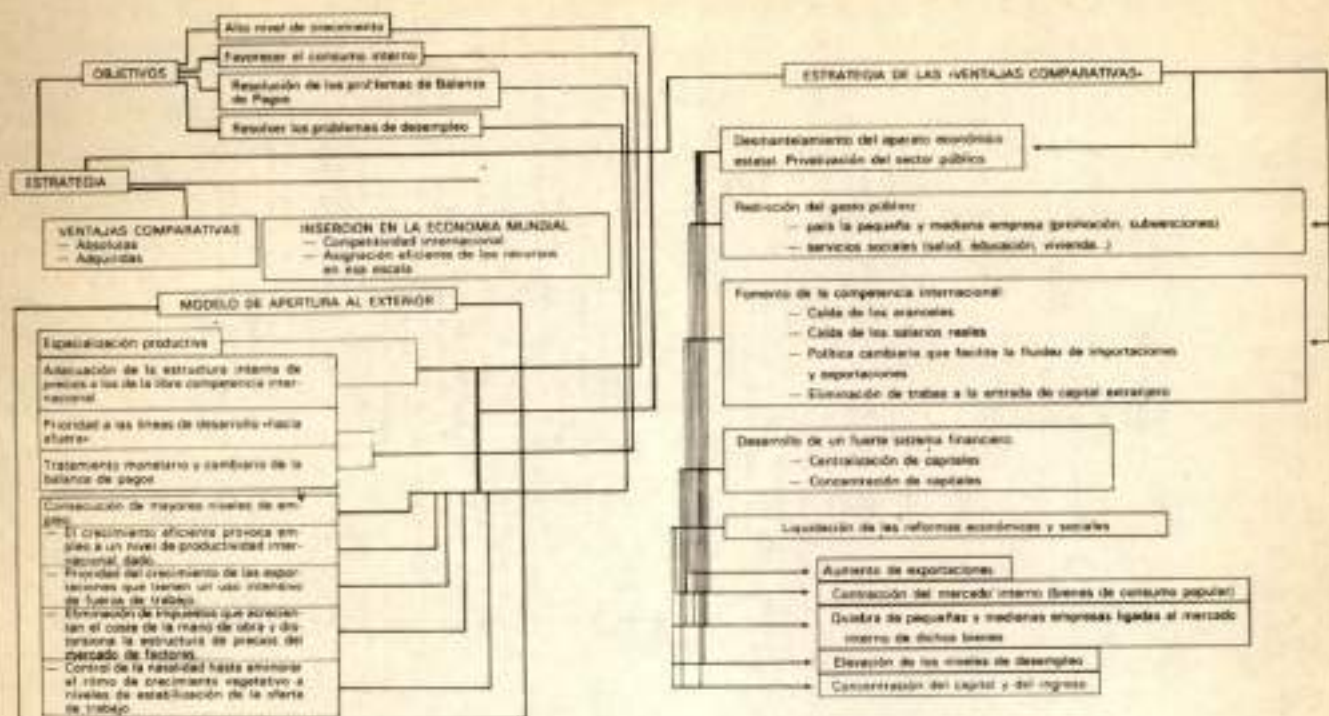 Alto nivel de crecimiento
Favorecer el consumo interno
OBJETIVOS
Resolución de los problemas de Balanza
de Pagos
Resolver los problemas de desempleo
ESTRATEGIA
VENTAJAS COMPARATIVAS
— Absolutas
— Adquiridas
INSERCION EN LA ECONOMIA MUNDIAL
— Competitividad internacional
— Asignación eficiente de los recursos
en esa escala
MODELO DE APERTURA AL EXTERIOR
Especialización productiva
Adecuación de la estructura interna de
precios a los de la libre competencia inter-
nacional
Prioridad a las líneas de desarrollo «hacia
afuera»
Tratamiento monetario y cambiario de la
balanza de pagos
Consecución de mayores niveles de em-
pleo
— El crecimiento eficiente provoca em-
pleo a un nivel de productividad inter-
nacional dado.
— Prioridad del crecimiento de las expor-
taciones que tienen un uso intensivo
de fuerza de trabajo.
— Eliminación de impuestos que acrecien-
tan el coste de la mano de obra y dis-
torsiona la estructura de precios del
mercado de factores.
— Control de la natalidad hasta aminorar
el ritmo de crecimiento vegetativo a
niveles de estabilización de la oferta
de trabajo
ESTRATEGIA DE LAS «VENTAJAS COMPARATIVAS»
Desmantelamiento del aparato económico
estatal. Privatización del sector público
Restricción del gasto público:
— para la pequeña y mediana empresa (promoción, subvenciones)
— servicios sociales (salud, educación, vivienda...)
Fomento de la competencia internacional:
— Caída de los aranceles
— Caída de los salarios reales
— Política cambiaria que facilite la fluidez de importaciones
y exportaciones
— Eliminación de trabas a la entrada de capital extranjero
Desarrollo de un fuerte sistema financiero:
— Centralización de capitales
— Concentración de capitales
Liquidación de las reformas económicas y sociales
Aumento de exportaciones
Contracción del mercado interno (bienes de consumo popular)
Quiebra de pequeñas y medianas empresas ligadas al mercado
interno de dichos bienes
Elevación de los niveles de desempleo
Concentración del capital y del ingreso